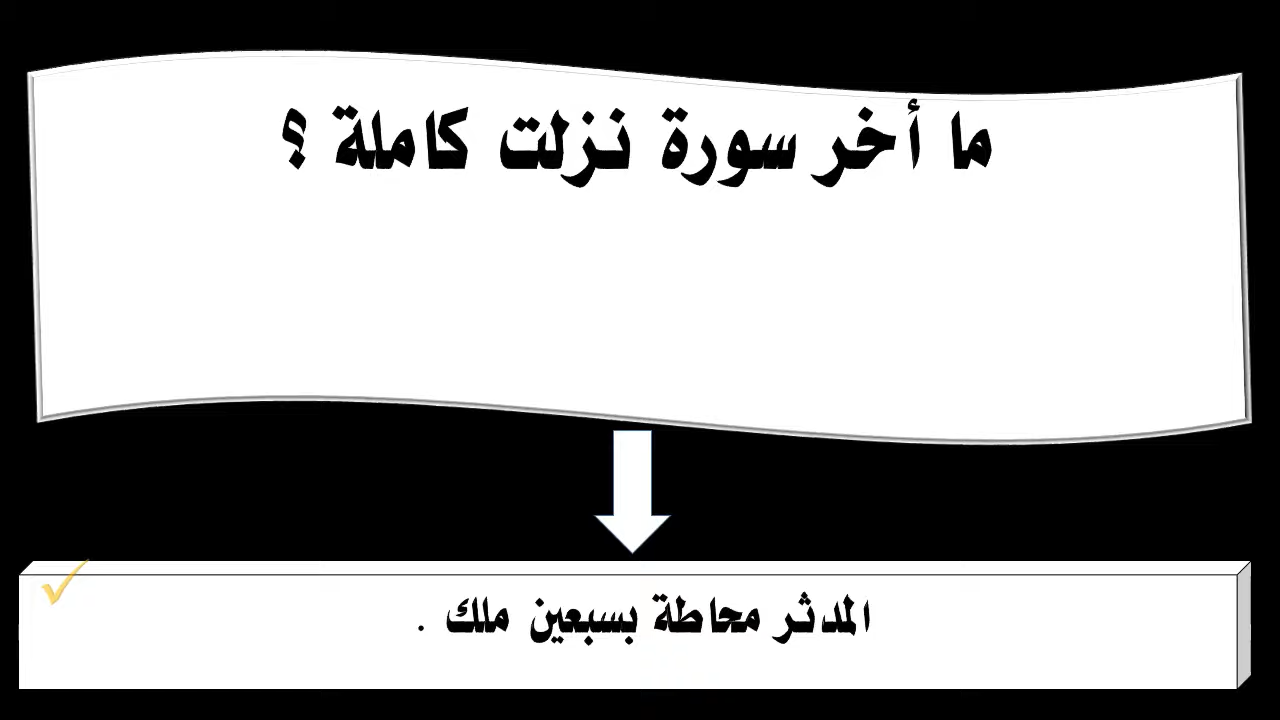 ما أخر سورة نزلت كاملة ؟
المدثر محاطة بسبعين ملك .